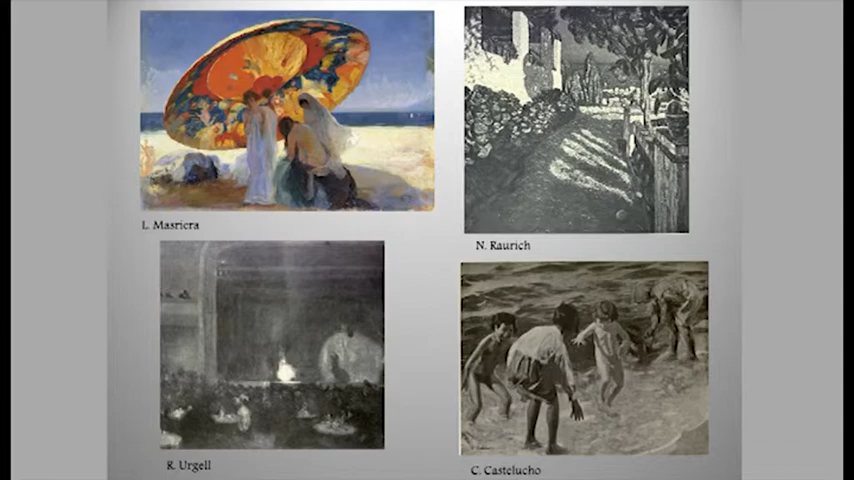 L. Masriera
N. Raurich
R. Urgell
C. Castelucho